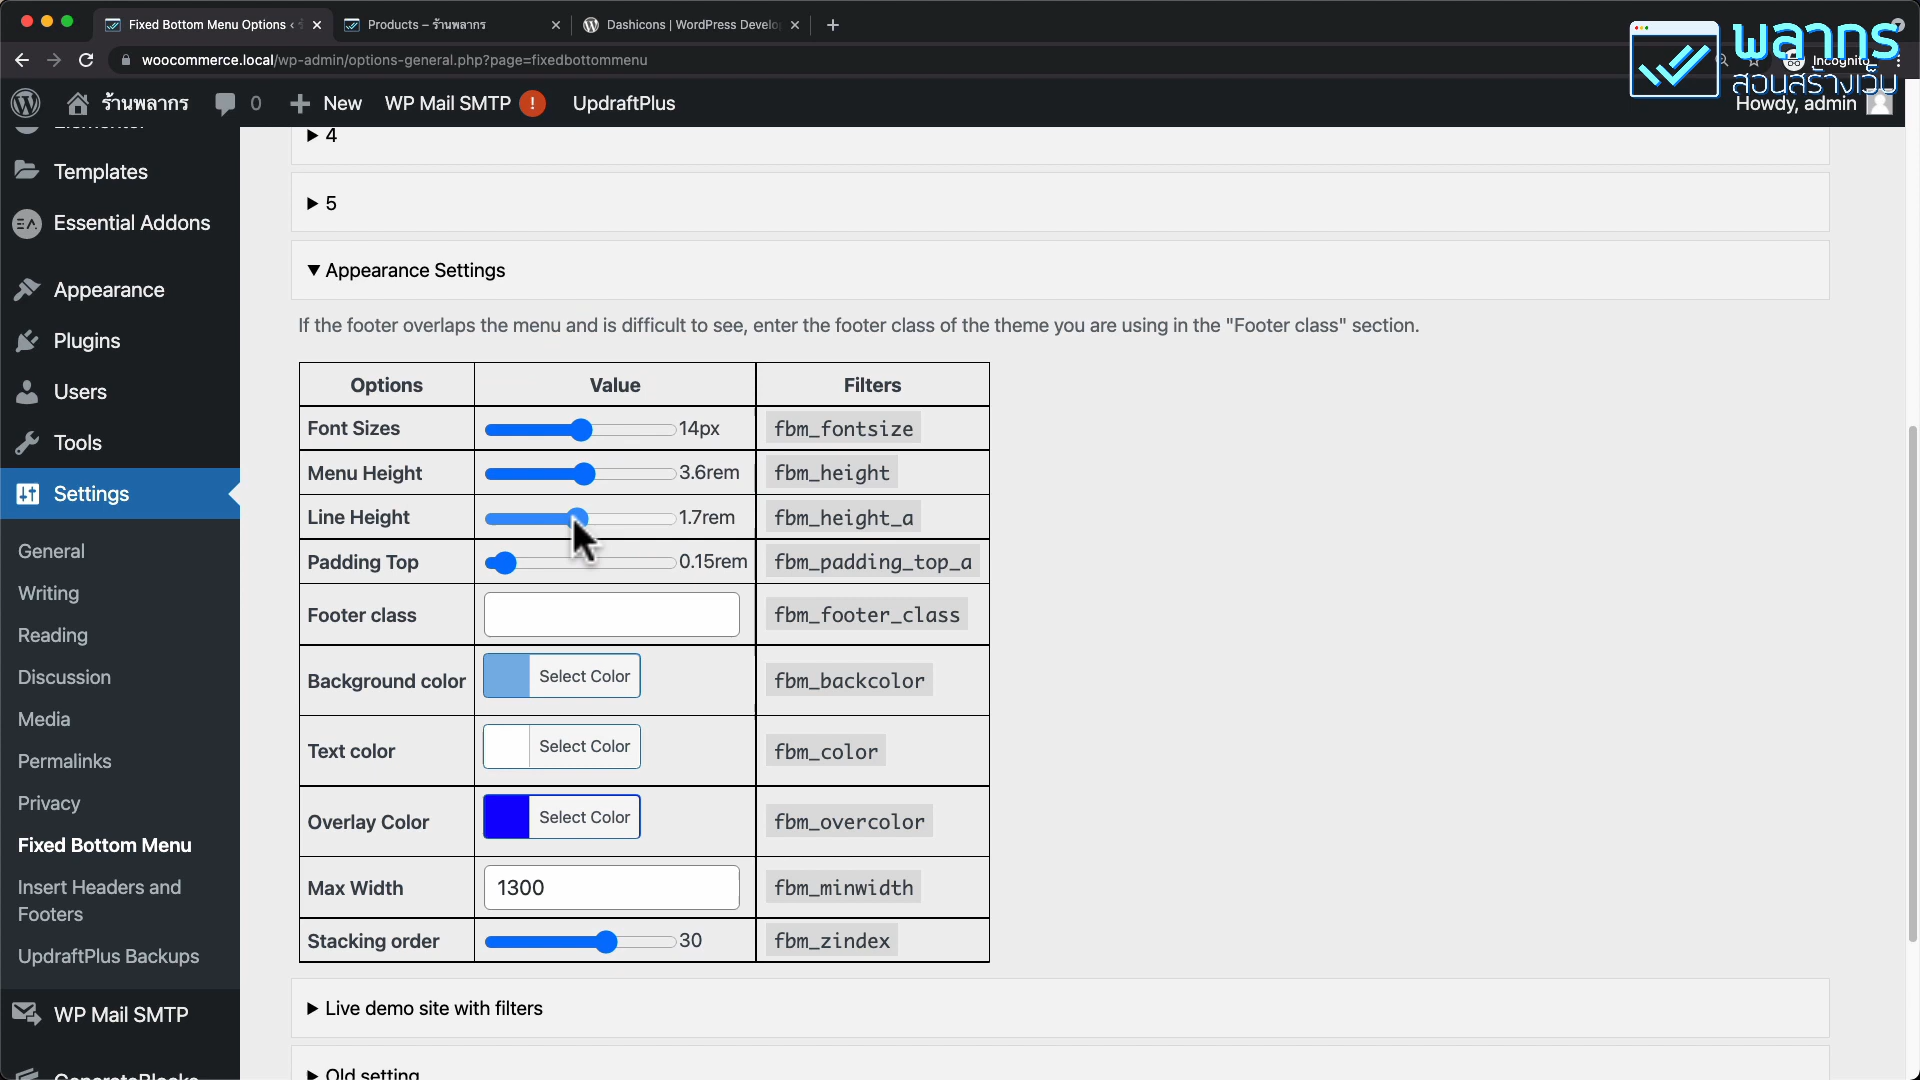 Fixed Bottom Menu Options ‹
Products – ร้านพลากร
Dashicons | WordPress Develo
woocommerce.local/wp-admin/options-general.php?page=fixedbottommenu
Incognito
พลากร
สอนสร้างเว็บ
ร้านพลากร
0
New
WP Mail SMTP
!
UpdraftPlus
Howdy, admin
Templates
Essential Addons
Appearance
Plugins
Users
Tools
Settings
General
Writing
Reading
Discussion
Media
Permalinks
Privacy
Fixed Bottom Menu
Insert Headers and
Footers
UpdraftPlus Backups
WP Mail SMTP
4
5
Appearance Settings
If the footer overlaps the menu and is difficult to see, enter the footer class of the theme you are using in the "Footer class" section.
Options Value Filters
Font Sizes 14px fbm_fontsize
Menu Height 3.6rem fbm_height
Line Height 1.7rem fbm_height_a
Padding Top 0.15rem fbm_padding_top_a
Footer class fbm_footer_class
Background color Select Color fbm_backcolor
Text color Select Color fbm_color
Overlay Color Select Color fbm_overcolor
Max Width 1300 fbm_minwidth
Stacking order 30 fbm_zindex
Live demo site with filters
Old setting